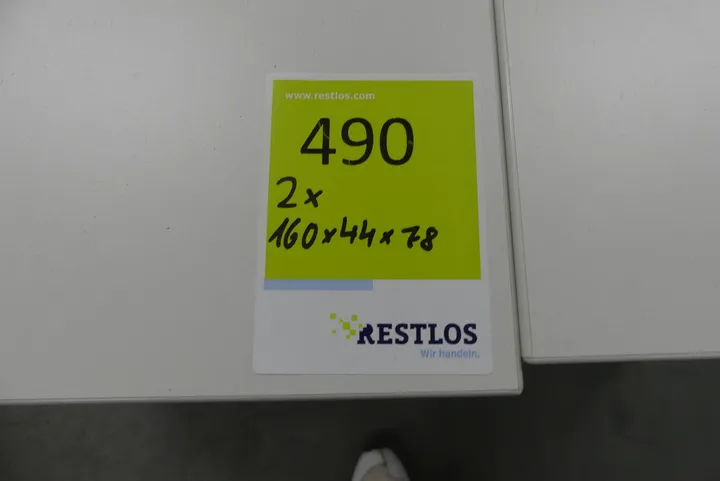 www.restlos.com
490
2x
160x44x78
RESTLOS
Wir handeln.